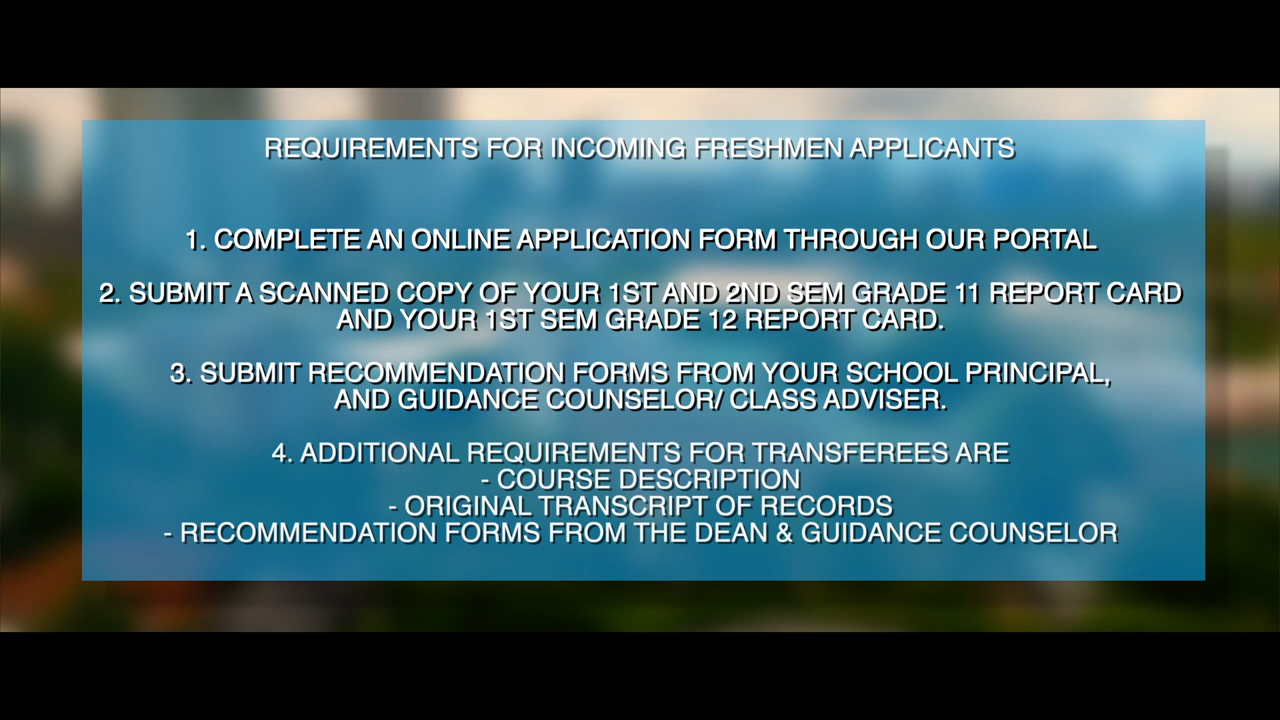 REQUIREMENTS FOR INCOMING FRESHMEN APPLICANTS
1. COMPLETE AN ONLINE APPLICATION FORM THROUGH OUR PORTAL
2. SUBMIT A SCANNED COPY OF YOUR 1ST AND 2ND SEM GRADE 11 REPORT CARD
AND YOUR 1ST SEM GRADE 12 REPORT CARD.
3. SUBMIT RECOMMENDATION FORMS FROM YOUR SCHOOL PRINCIPAL,
AND GUIDANCE COUNSELOR/ CLASS ADVISER.
4. ADDITIONAL REQUIREMENTS FOR TRANSFEREES ARE
- COURSE DESCRIPTION
- ORIGINAL TRANSCRIPT OF RECORDS
- RECOMMENDATION FORMS FROM THE DEAN & GUIDANCE COUNSELOR